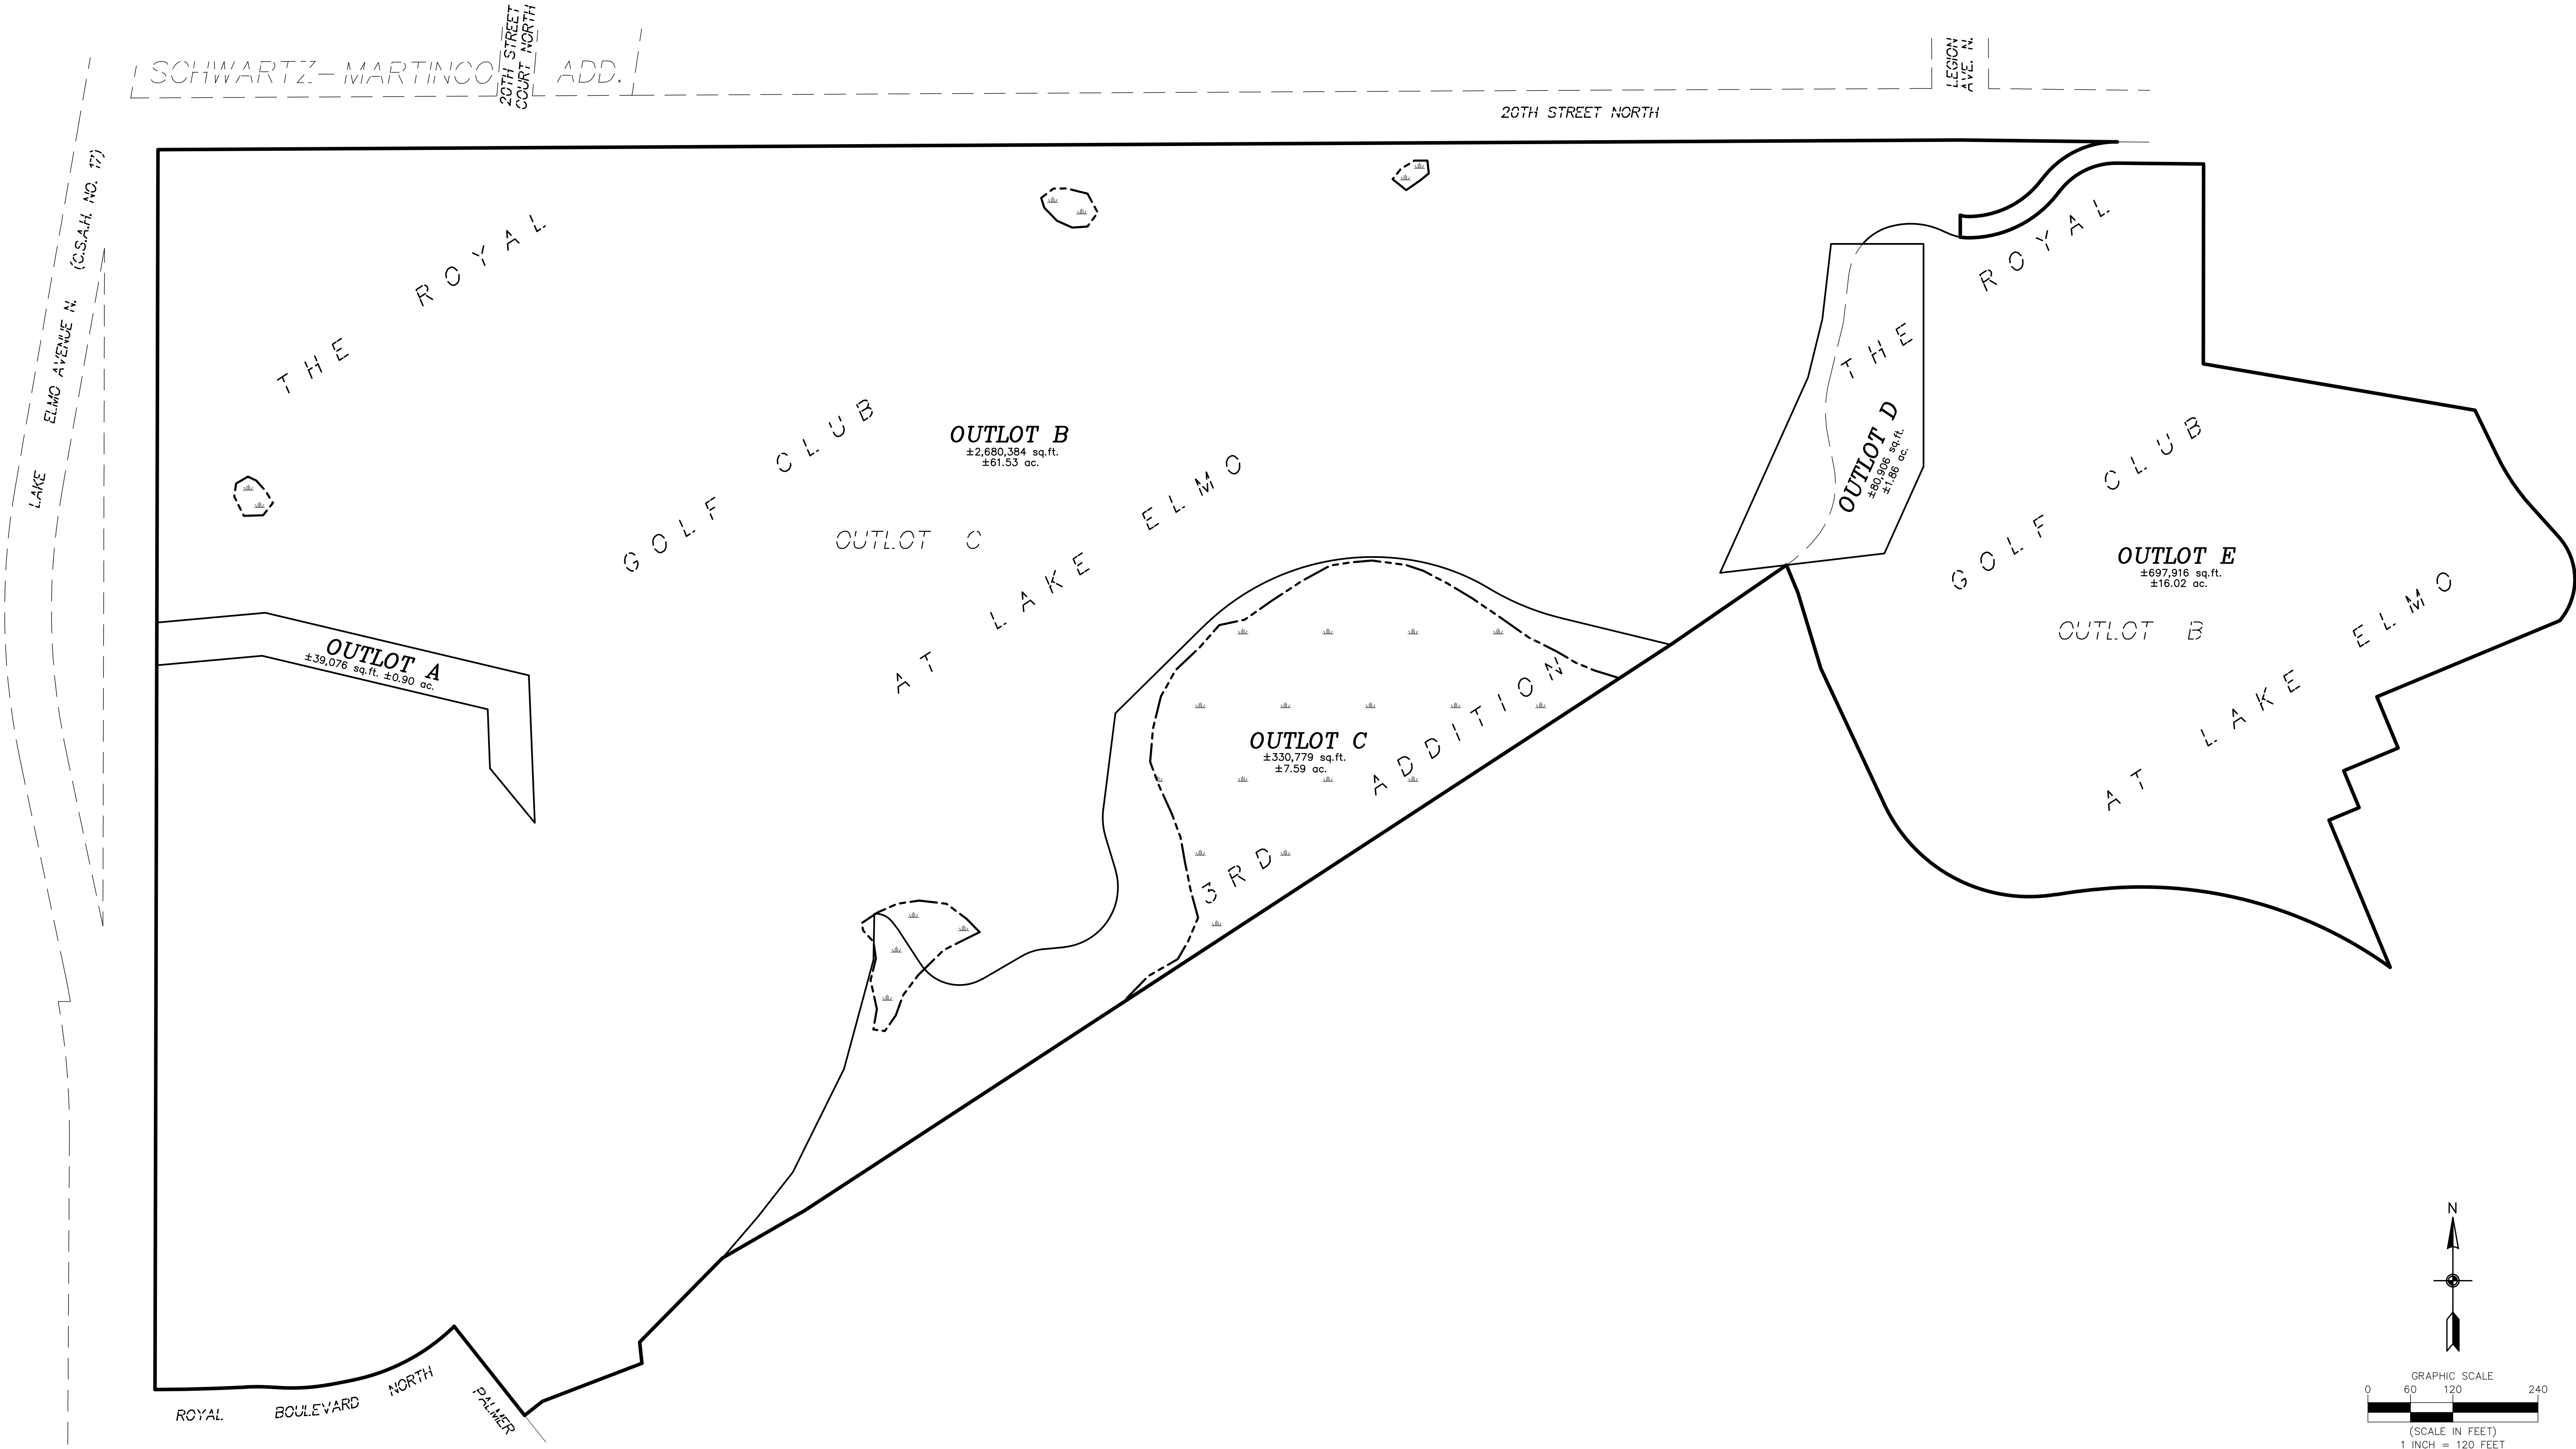 20TH STREET
COURT NORTH
SCHWARTZ-MARTINCO ADD.
LEGION
AVE. N.
20TH STREET NORTH
LAKE ELMO AVENUE N. (C.S.A.H. NO. 17)
THE ROYAL
GOLF CLUB
AT LAKE ELMO
3RD ADDITION
OUTLOT B
±2,680,384 sq.ft.
±61.53 ac.
OUTLOT C
OUTLOT A
±39,076 sq.ft. ±0.90 ac.
OUTLOT C
±330,779 sq.ft.
±7.59 ac.
OUTLOT D
±80,906 sq.ft.
±1.86 ac.
THE ROYAL
GOLF CLUB
AT LAKE ELMO
OUTLOT E
±697,916 sq.ft.
±16.02 ac.
OUTLOT B
ROYAL BOULEVARD NORTH
PALMER
N
GRAPHIC SCALE
0 60 120 240
(SCALE IN FEET)
1 INCH = 120 FEET